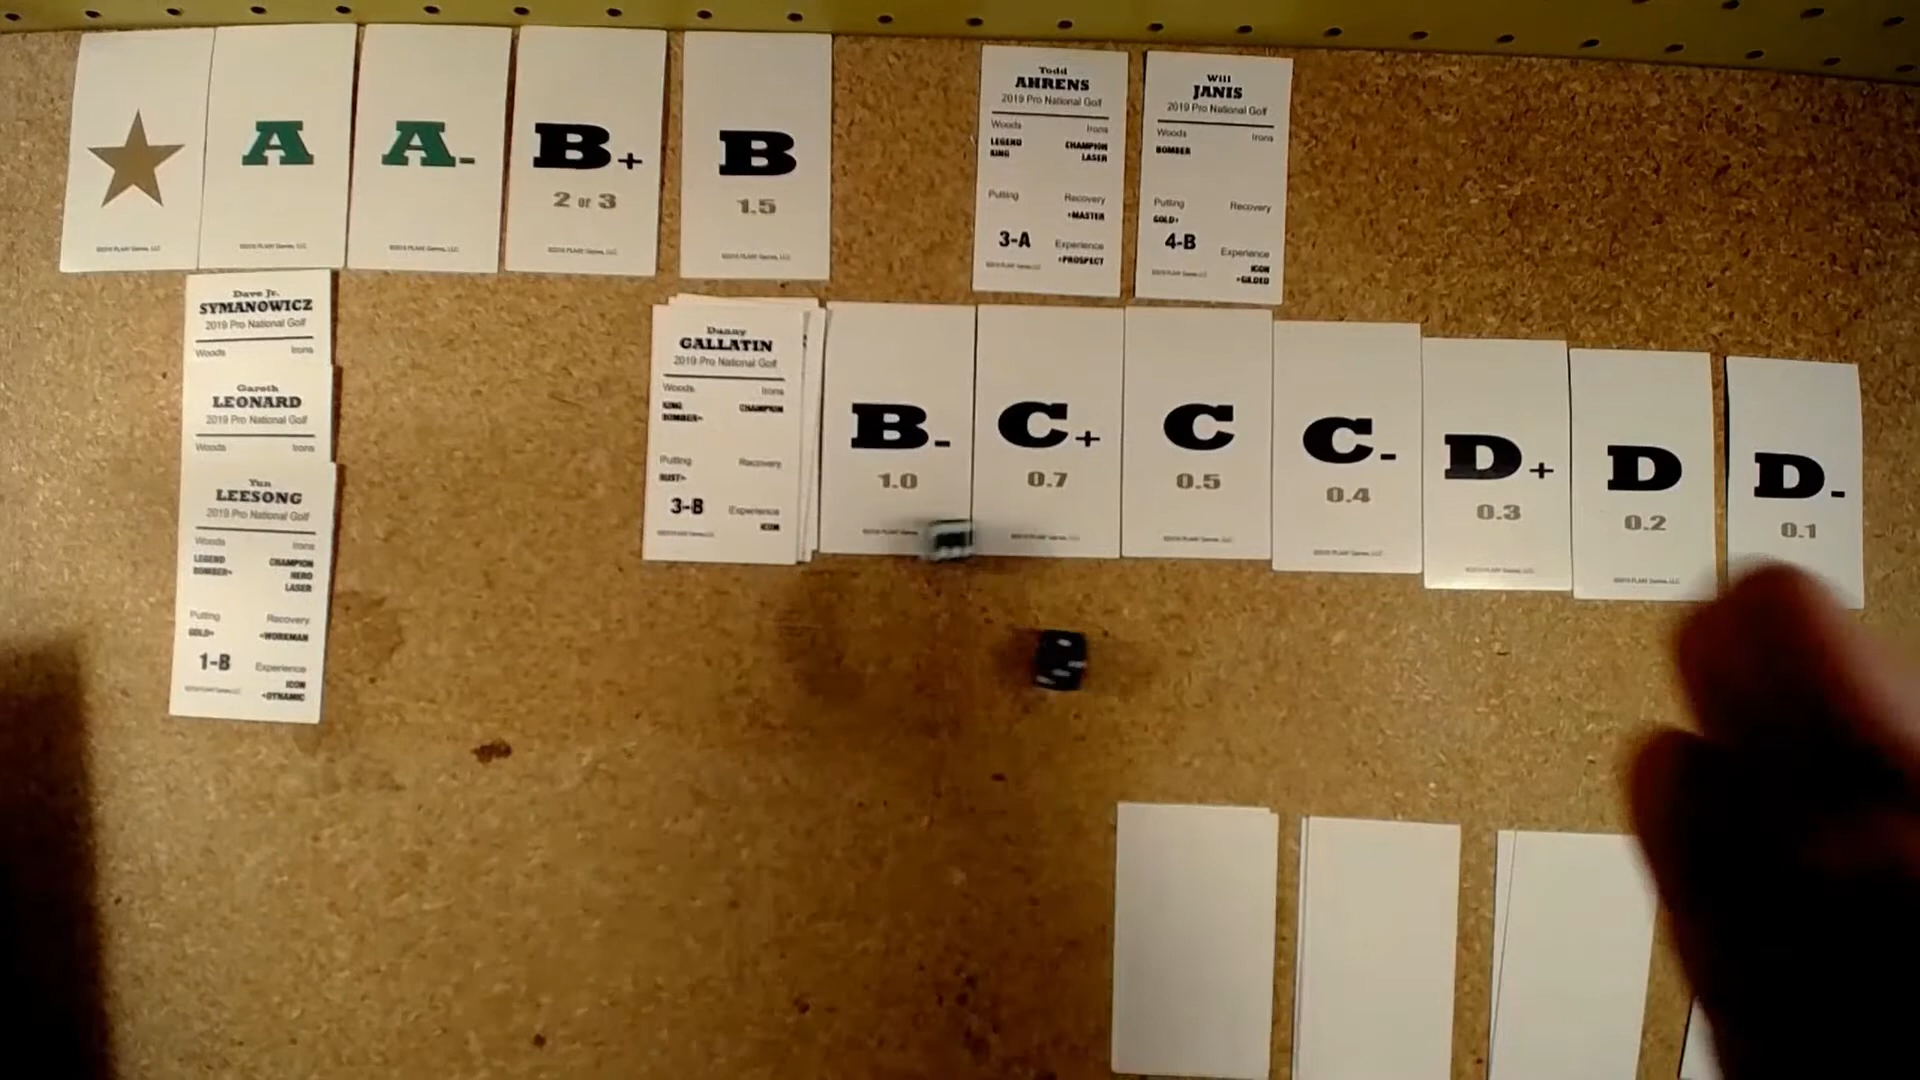 A
A-
B+
2 or 3
B
1.5
Todd
AHRENS
2019 Pro National Golf
Woods Irons
LEGEND CHAMPION
KING LASER
Putting Recovery
+MASTER
3-A Experience
+PROSPECT
Will
JANIS
2019 Pro National Golf
Woods Irons
BOMBER
Putting Recovery
GOLD+
4-B Experience
ICON
+GILDED
Dave Jr.
SYMANOWICZ
2019 Pro National Golf
Woods Irons
Gareth
LEONARD
2019 Pro National Golf
Woods Irons
Yun
LEESONG
2019 Pro National Golf
Woods Irons
LEGEND CHAMPION
BOMBER+ HERO
LASER
Putting Recovery
GOLD+ +WORKMAN
1-B Experience
ICON
+DYNAMIC
Danny
GALLATIN
2019 Pro National Golf
Woods Irons
KING CHAMPION
BOMBER+
Putting Recovery
RUST+
3-B Experience
ICON
B-
1.0
C+
0.7
C
0.5
C-
0.4
D+
0.3
D
0.2
D-
0.1